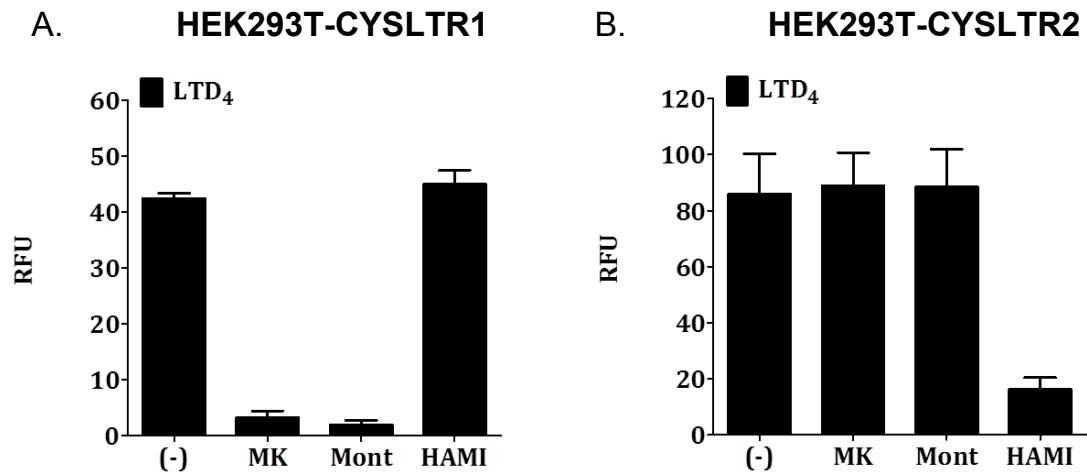 A. HEK293T-CYSLTR1
LTD₄
60
50
40
30
20
10
0
RFU
(-) MK Mont HAMI
B. HEK293T-CYSLTR2
LTD₄
120
100
80
60
40
20
0
RFU
(-) MK Mont HAMI